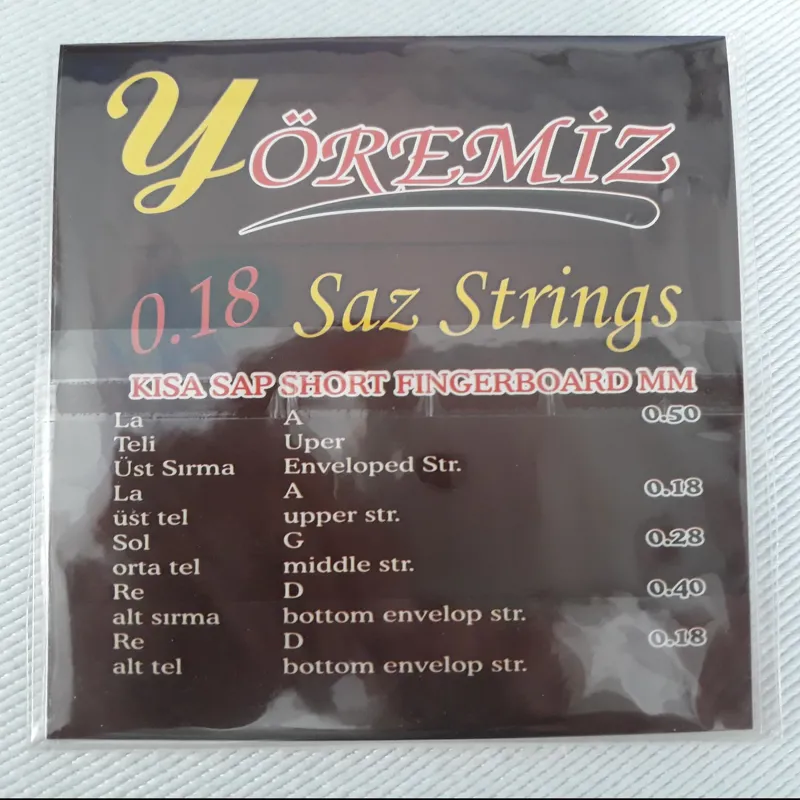 YÖREMİZ
0.18 Saz Strings
KISA SAP SHORT FINGERBOARD MM
La A 0.50
Teli Uper
Üst Sırma Enveloped Str.
La A 0.18
üst tel upper str.
Sol G 0.28
orta tel middle str.
Re D 0.40
alt sırma bottom envelop str.
Re D 0.18
alt tel bottom envelop str.